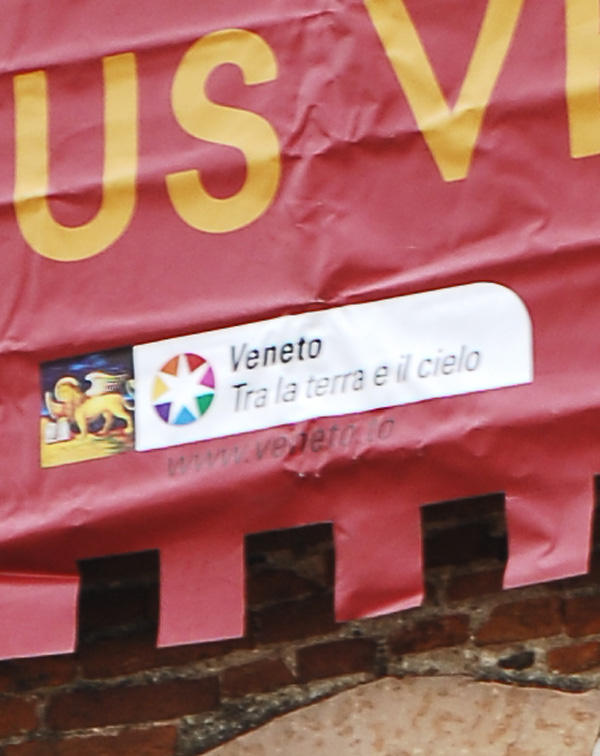 US V
Veneto
Tra la terra e il cielo
www.veneto.to